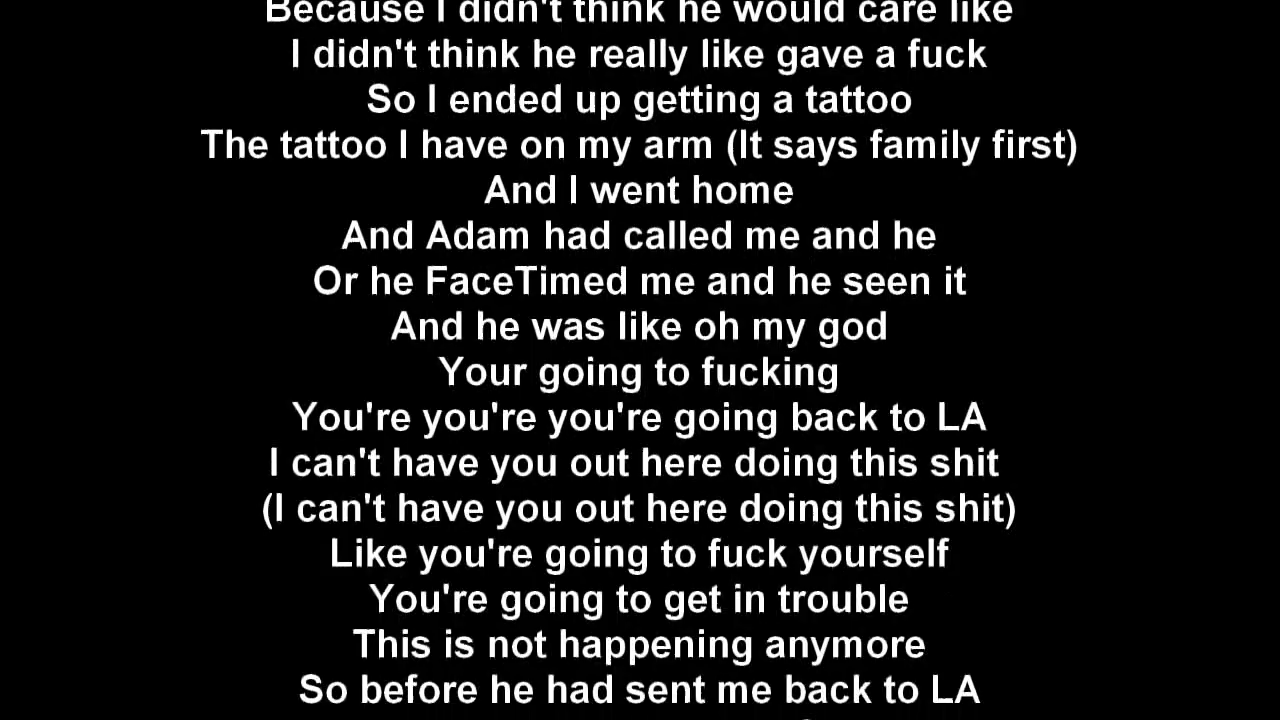 Because I didn't think he would care like
I didn't think he really like gave a fuck
So I ended up getting a tattoo
The tattoo I have on my arm (It says family first)
And I went home
And Adam had called me and he
Or he FaceTimed me and he seen it
And he was like oh my god
Your going to fucking
You're you're you're going back to LA
I can't have you out here doing this shit
(I can't have you out here doing this shit)
Like you're going to fuck yourself
You're going to get in trouble
This is not happening anymore
So before he had sent me back to LA